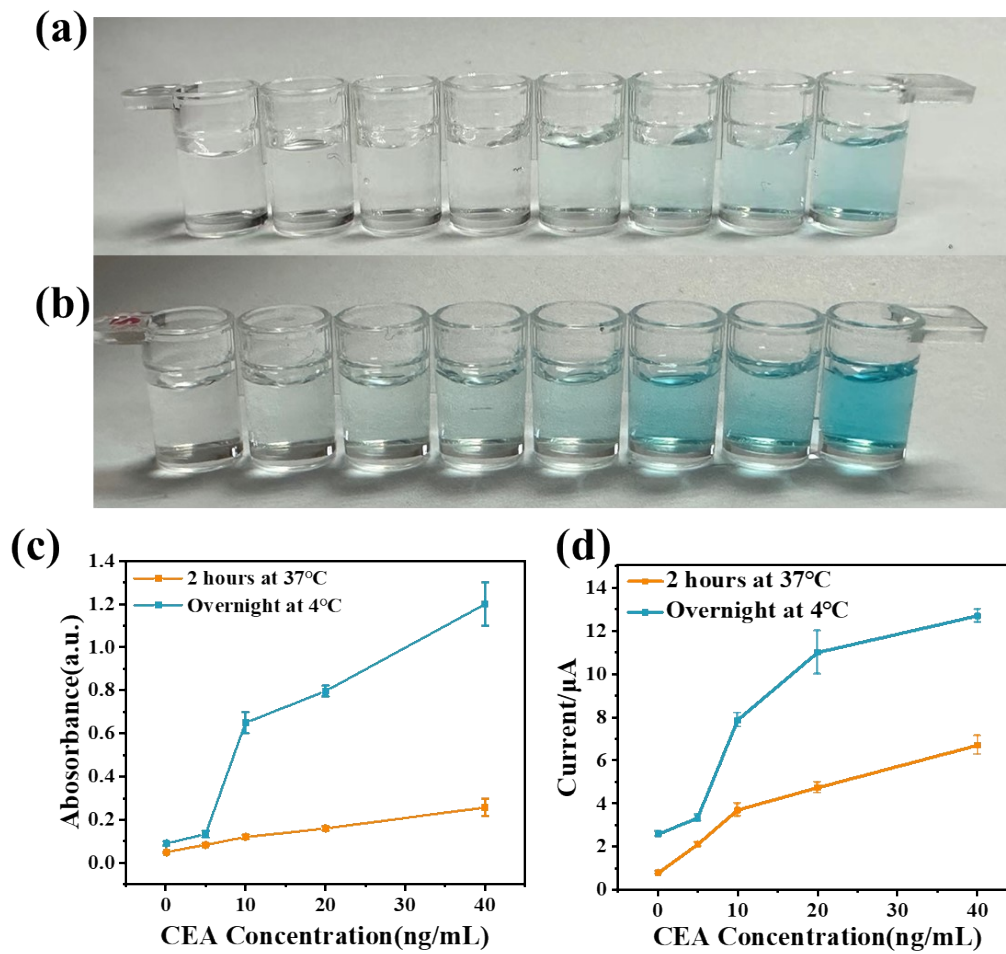 (a)
(b)
(c)
1.4
1.2
1.0
0.8
0.6
0.4
0.2
0.0
Abosorbance(a.u.)
2 hours at 37°C
Overnight at 4°C
0 10 20 30 40
CEA Concentration(ng/mL)
(d)
14
12
10
8
6
4
2
0
Current/μA
2 hours at 37°C
Overnight at 4°C
0 10 20 30 40
CEA Concentration(ng/mL)